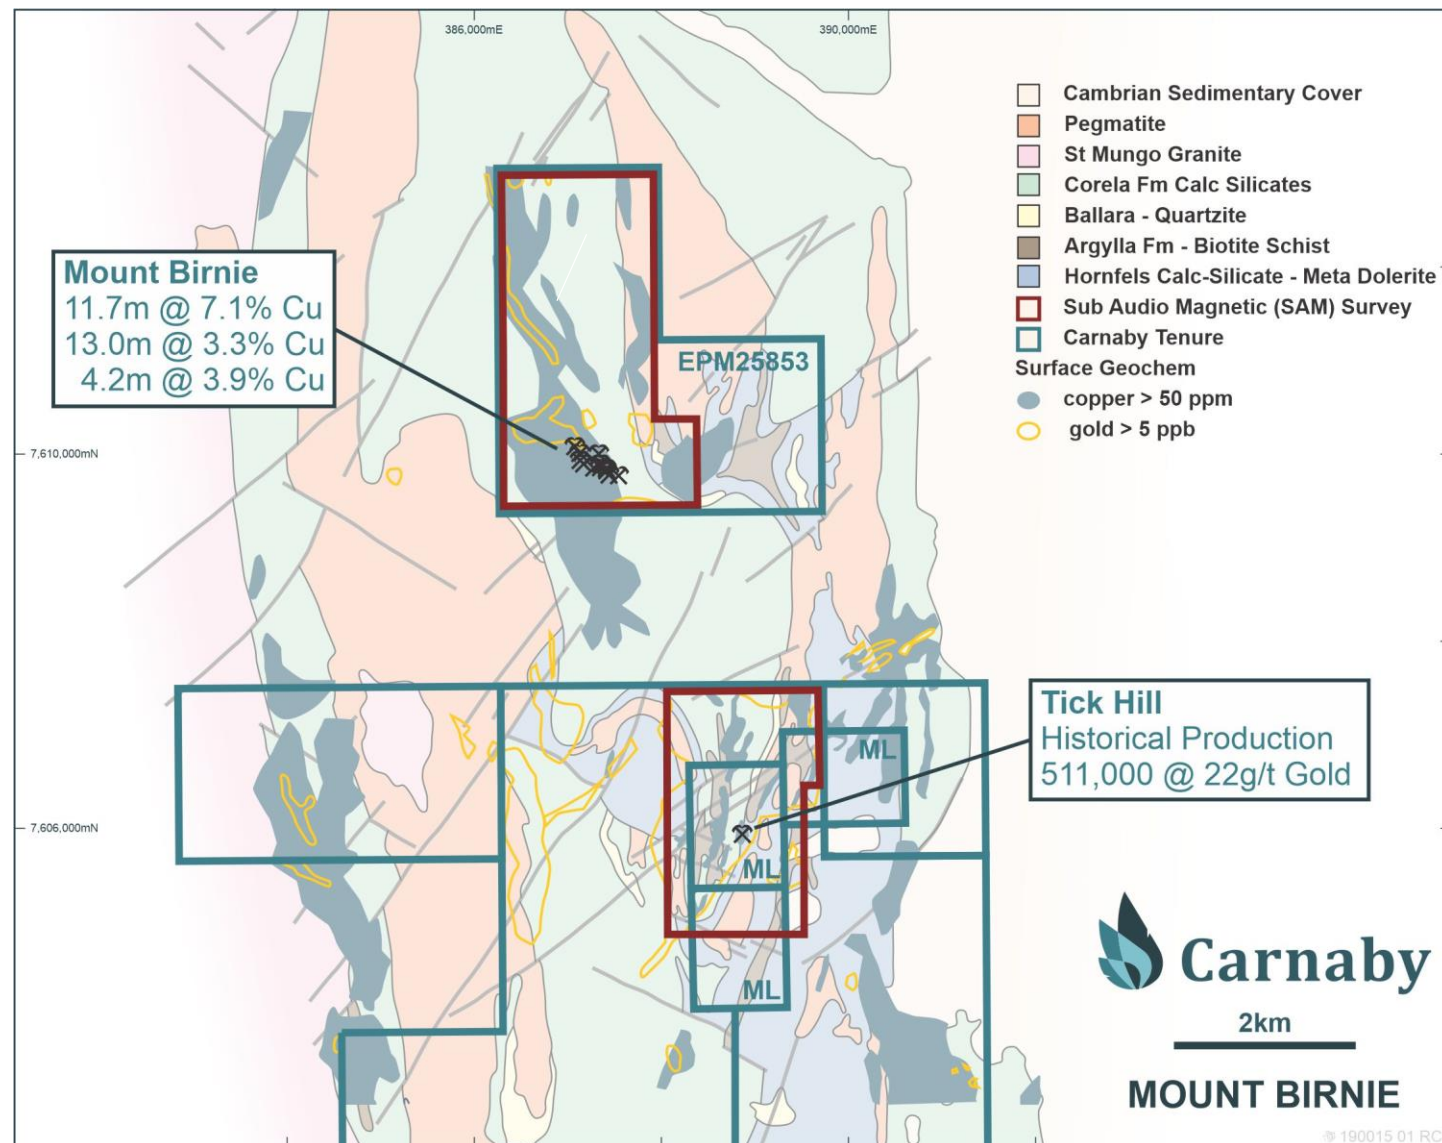 386,000mE
390,000mE
Cambrian Sedimentary Cover
Pegmatite
St Mungo Granite
Corela Fm Calc Silicates
Ballara - Quartzite
Argylla Fm - Biotite Schist
Hornfels Calc-Silicate - Meta Dolerite
Sub Audio Magnetic (SAM) Survey
Carnaby Tenure
Surface Geochem
copper > 50 ppm
gold > 5 ppb
Mount Birnie
11.7m @ 7.1% Cu
13.0m @ 3.3% Cu
4.2m @ 3.9% Cu
EPM25853
7,610,000mN
Tick Hill
Historical Production
511,000 @ 22g/t Gold
ML
7,606,000mN
ML
ML
Carnaby
2km
MOUNT BIRNIE
190015 01 RC